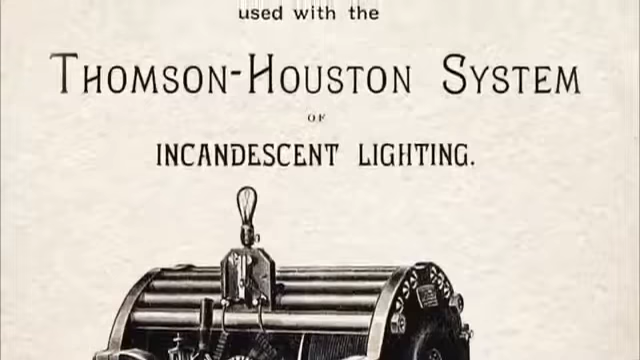 used with the
THOMSON-HOUSTON SYSTEM
OF
INCANDESCENT LIGHTING.